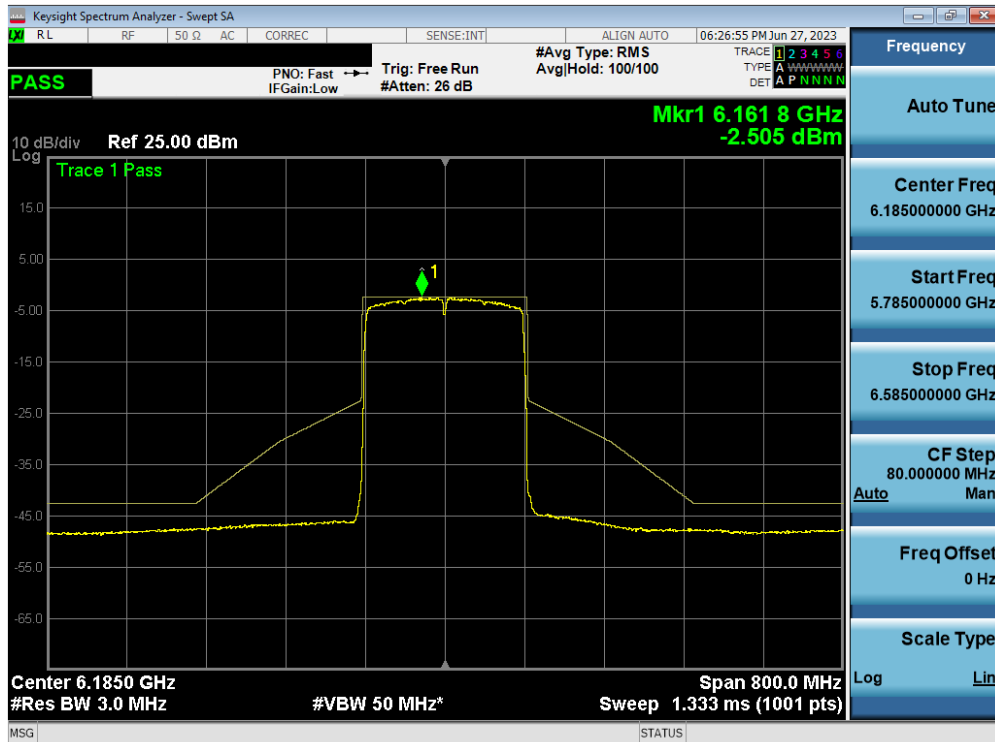 Keysight Spectrum Analyzer - Swept SA
LXI RL RF 50 Ω AC CORREC SENSE:INT ALIGN AUTO 06:26:55 PM Jun 27, 2023
PASS
PNO: Fast
IFGain:Low
Trig: Free Run
#Atten: 26 dB
#Avg Type: RMS
Avg|Hold: 100/100
TRACE 1 2 3 4 5 6
TYPE A WWWWW
DET A P N N N N
Mkr1 6.161 8 GHz
-2.505 dBm
10 dB/div Ref 25.00 dBm
Log
Trace 1 Pass
15.0
5.00
1
-5.00
-15.0
-25.0
-35.0
-45.0
-55.0
-65.0
Center 6.1850 GHz Span 800.0 MHz
#Res BW 3.0 MHz #VBW 50 MHz* Sweep 1.333 ms (1001 pts)
MSG STATUS
Frequency
Auto Tune
Center Freq
6.185000000 GHz
Start Freq
5.785000000 GHz
Stop Freq
6.585000000 GHz
CF Step
80.000000 MHz
Auto Man
Freq Offset
0 Hz
Scale Type
Log Lin